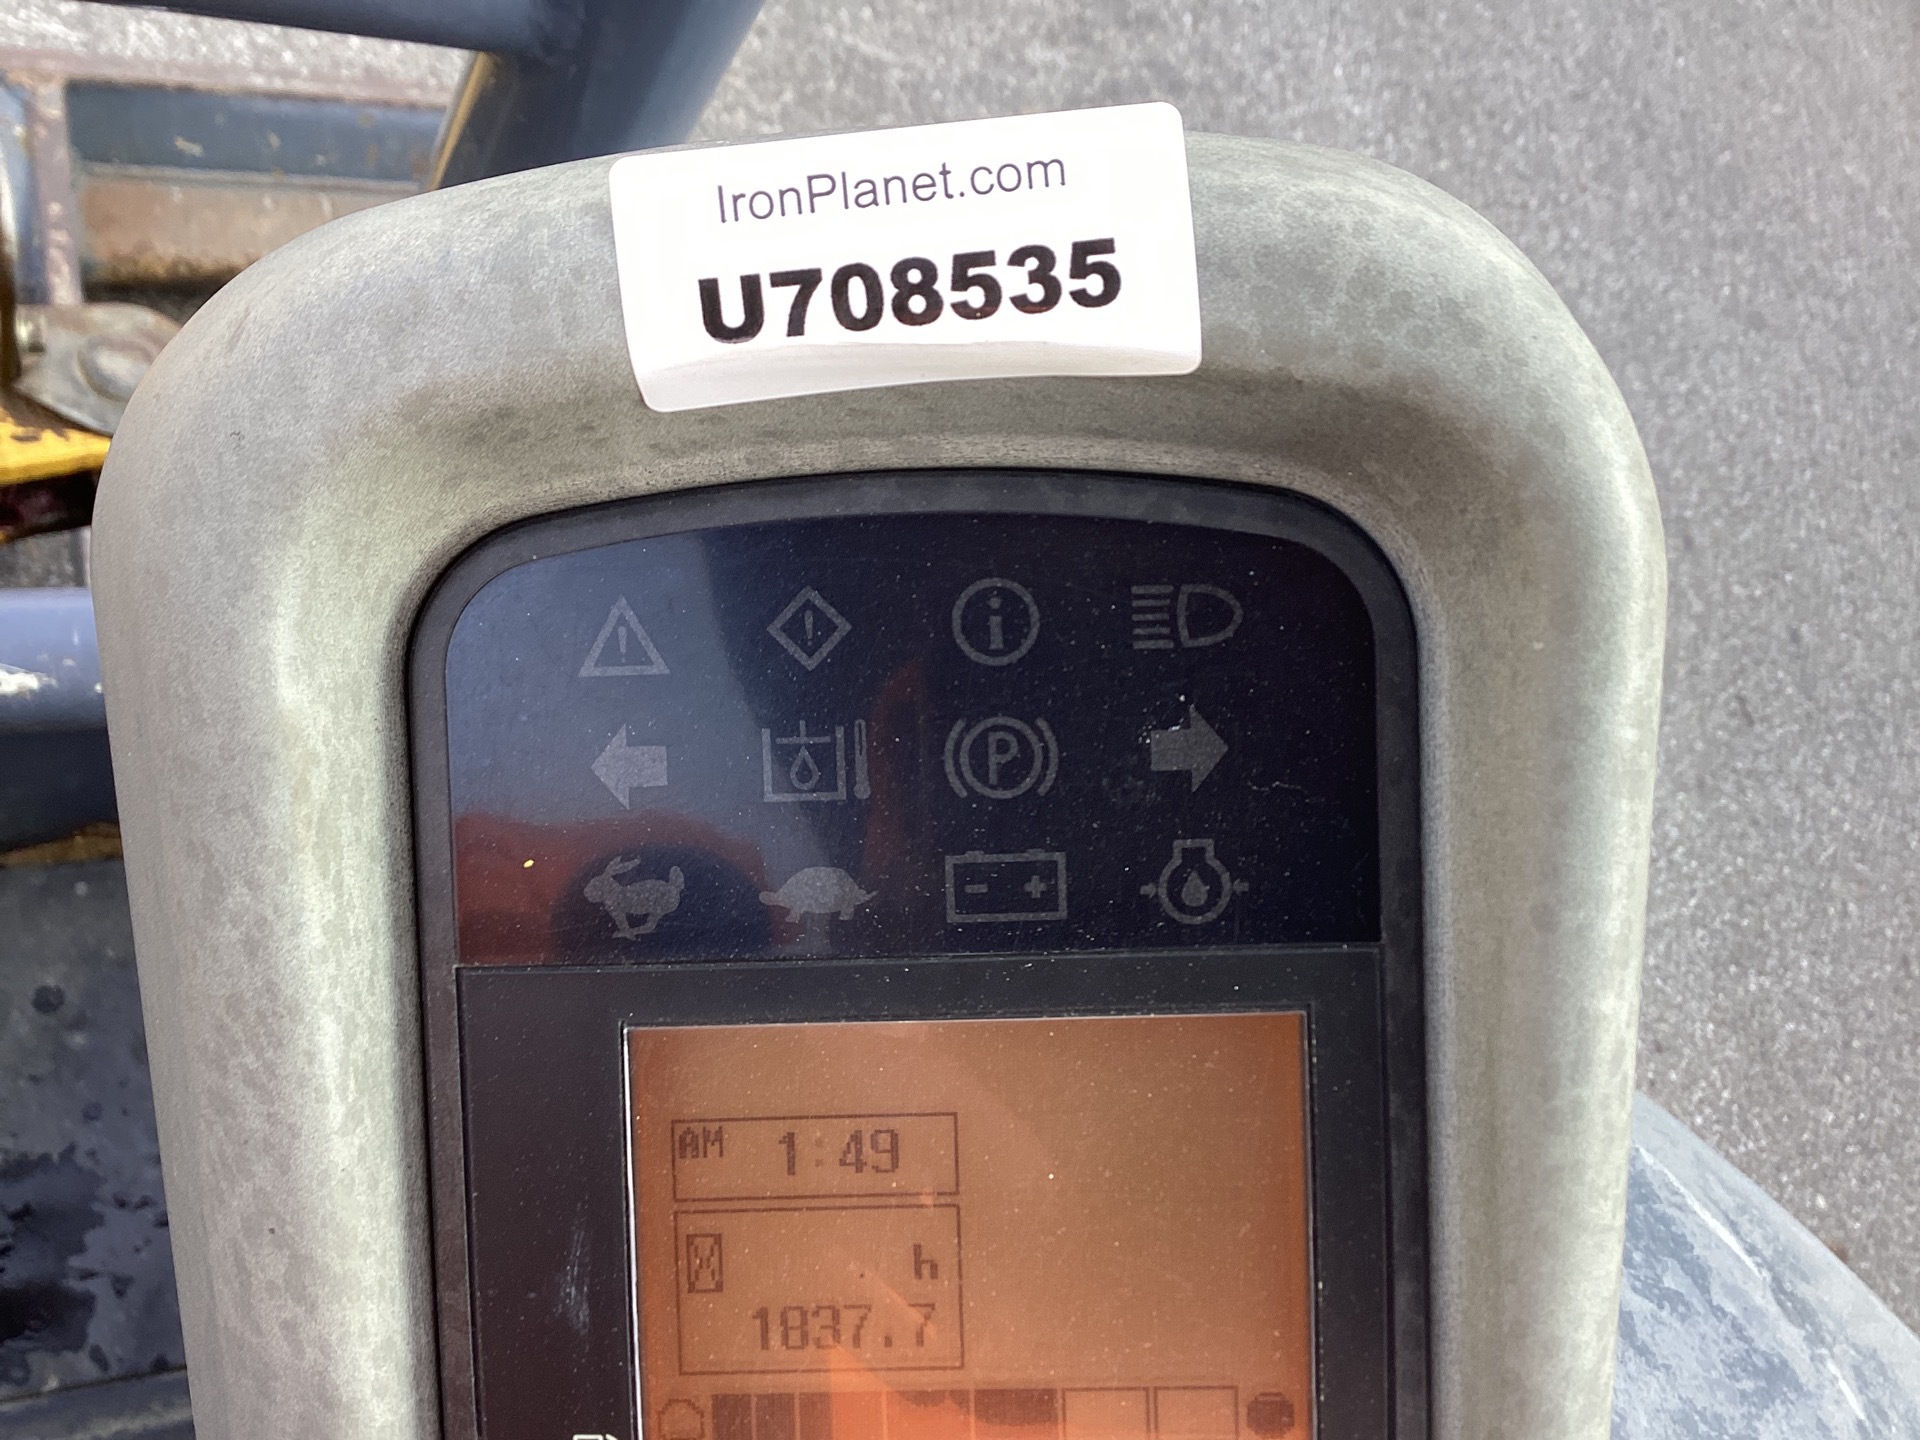 IronPlanet.com
U708535
i
P
- +
AM 1:49
h
1837.7